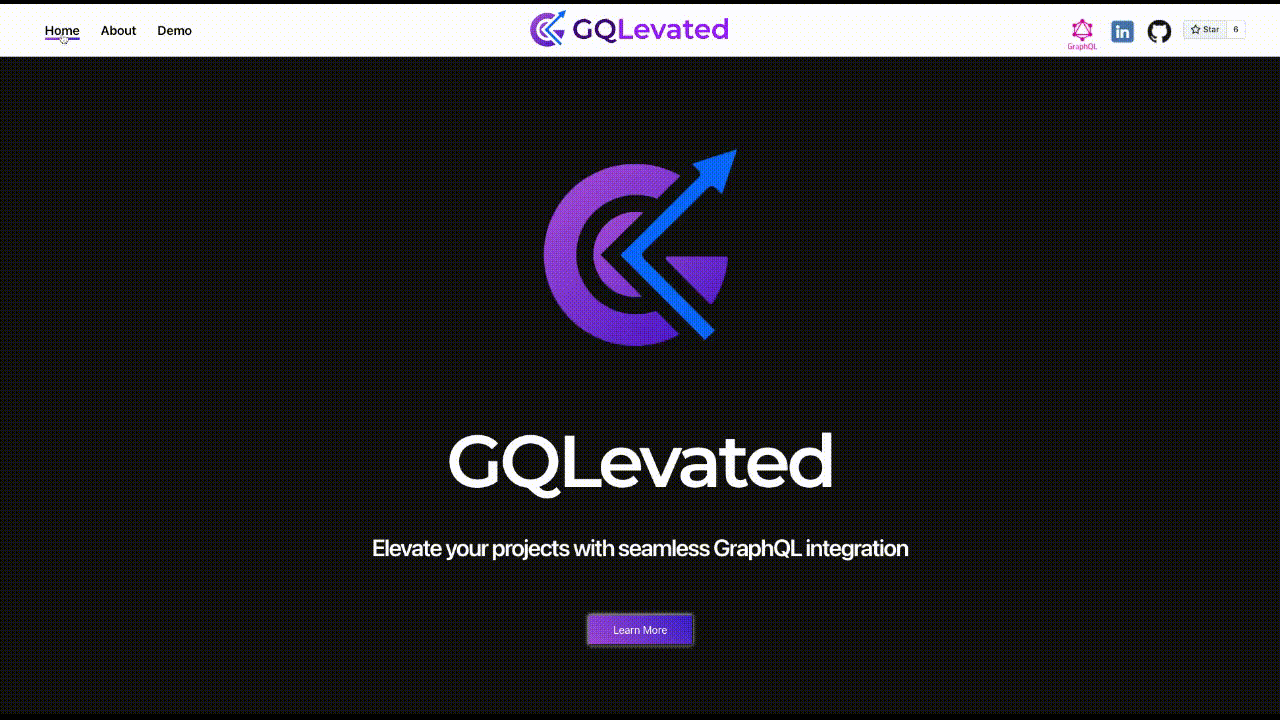 Home About Demo
GQLevated
GraphQL
in
Star 6
GQLevated
Elevate your projects with seamless GraphQL integration
Learn More